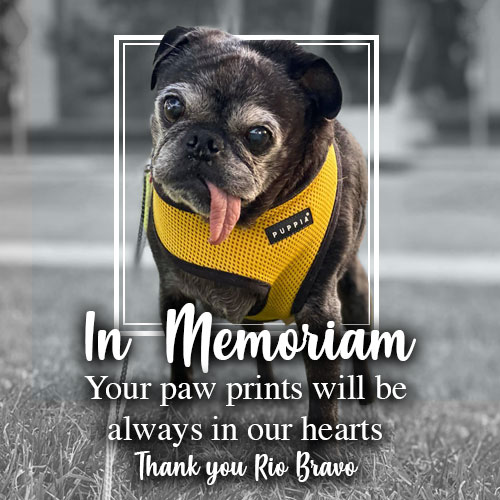 PUPPIA
In Memoriam
Your paw prints will be
always in our hearts
Thank you Rio Bravo